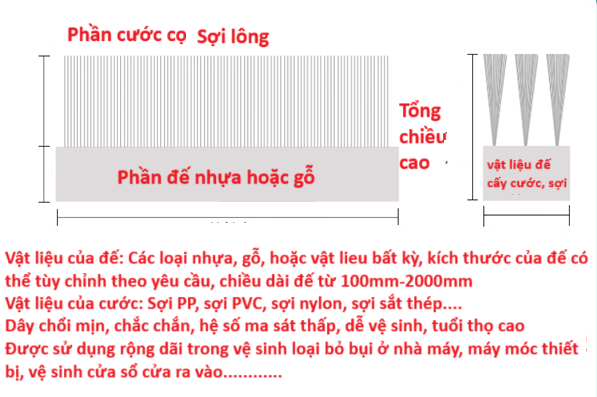 Phần cước cọ Sợi lông
Tổng
chiều
cao
Phần đế nhựa hoặc gỗ
vật liệu đế
cấy cước, sợi
Vật liệu của đế: Các loại nhựa, gỗ, hoặc vật lieu bất kỳ, kích thước của đế có
thể tùy chỉnh theo yêu cầu, chiều dài đế từ 100mm-2000mm
Vật liệu của cước: Sợi PP, sợi PVC, sợi nylon, sợi sắt thép....
Dây chổi mịn, chắc chắn, hệ số ma sát thấp, dễ vệ sinh, tuổi thọ cao
Được sử dụng rộng dãi trong vệ sinh loại bỏ bụi ở nhà máy, máy móc thiết
bị, vệ sinh cửa sổ cửa ra vào............